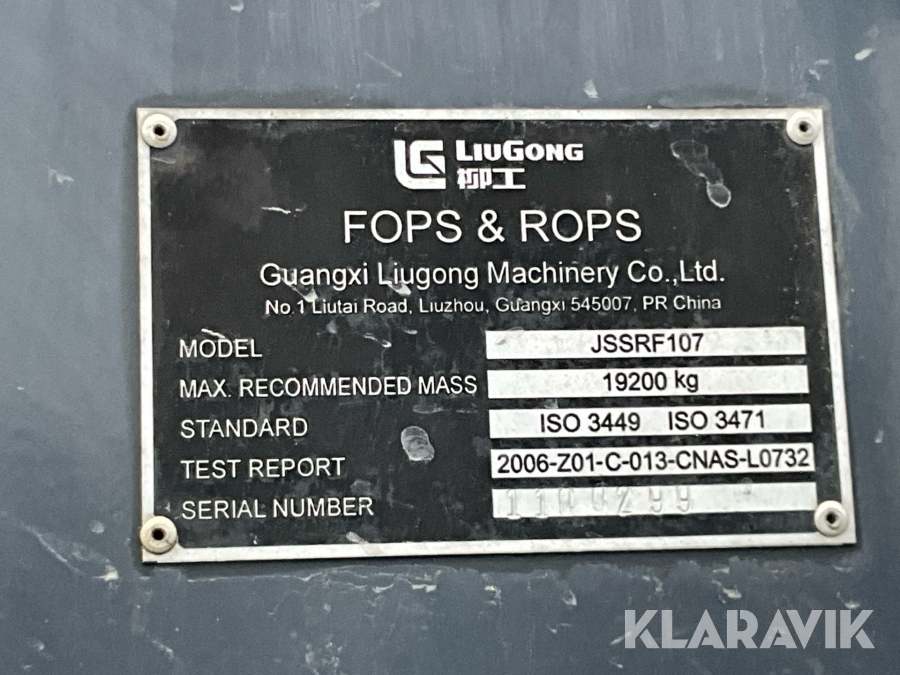 LIUGONG
柳工
FOPS & ROPS
Guangxi Liugong Machinery Co.,Ltd.
No.1 Liutai Road, Liuzhou, Guangxi 545007, PR China
MODEL JSSRF107
MAX. RECOMMENDED MASS 19200 kg
STANDARD ISO 3449 ISO 3471
TEST REPORT 2006-Z01-C-013-CNAS-L0732
SERIAL NUMBER
KLARAVIK